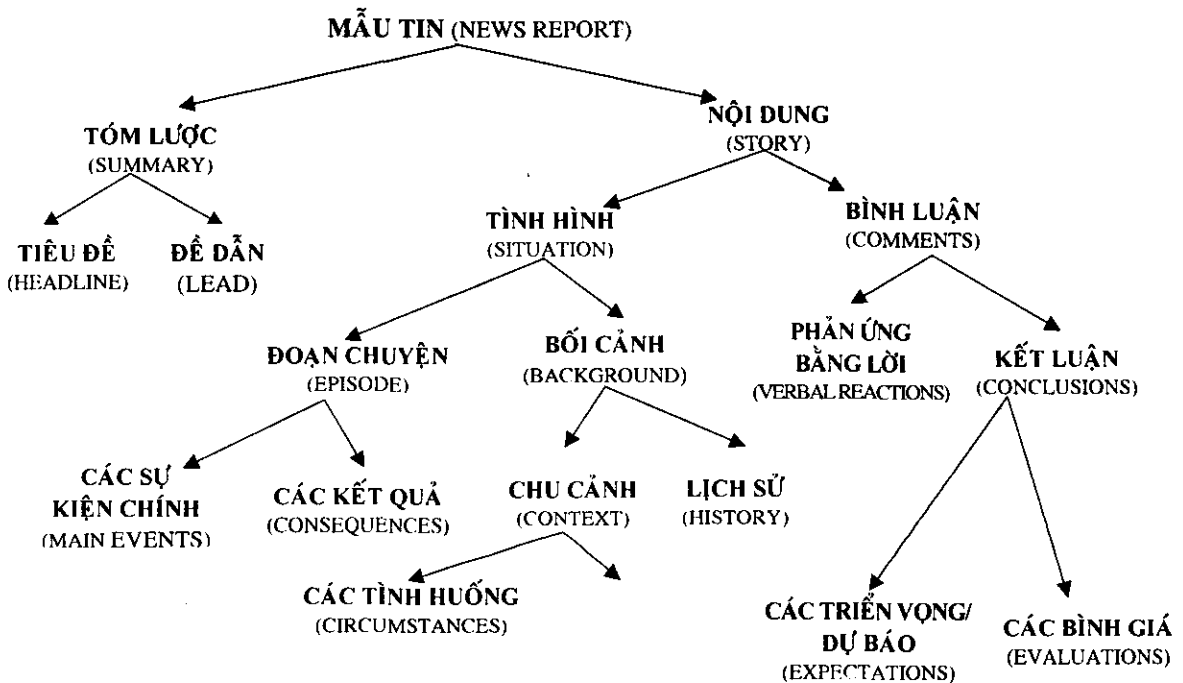 MẪU TIN (NEWS REPORT)
TÓM LƯỢC
(SUMMARY)
NỘI DUNG
(STORY)
TIÊU ĐỀ
(HEADLINE)
ĐỀ DẪN
(LEAD)
TÌNH HÌNH
(SITUATION)
BÌNH LUẬN
(COMMENTS)
ĐOẠN CHUYỆN
(EPISODE)
BỐI CẢNH
(BACKGROUND)
PHẢN ỨNG
BẰNG LỜI
(VERBAL REACTIONS)
KẾT LUẬN
(CONCLUSIONS)
CÁC SỰ
KIỆN CHÍNH
(MAIN EVENTS)
CÁC KẾT QUẢ
(CONSEQUENCES)
CHU CẢNH
(CONTEXT)
LỊCH SỬ
(HISTORY)
CÁC TÌNH HUỐNG
(CIRCUMSTANCES)
CÁC TRIỂN VỌNG/
DỰ BÁO
(EXPECTATIONS)
CÁC BÌNH GIÁ
(EVALUATIONS)